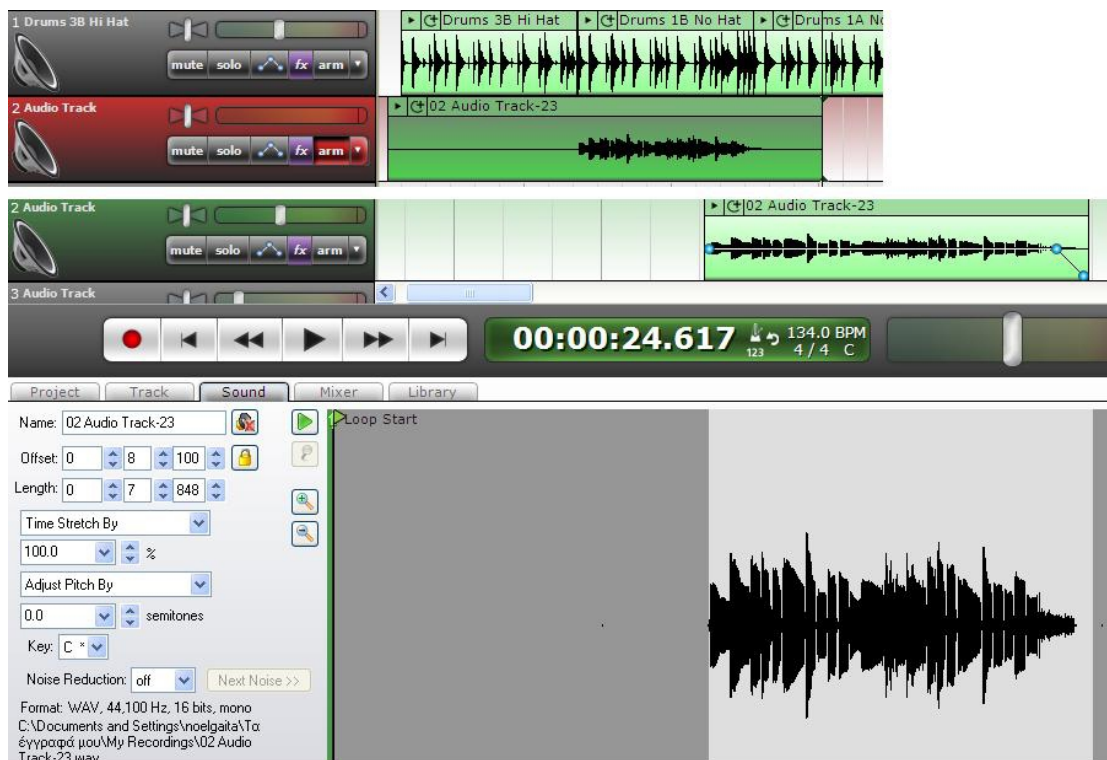 1 Drums 3B Hi Hat
mute solo fx arm
Drums 3B Hi Hat Drums 1B No Hat Drums 1A No
2 Audio Track
mute solo fx arm
02 Audio Track-23
2 Audio Track
mute solo fx arm
02 Audio Track-23
3 Audio Track
00:00:24.617
123
134.0 BPM
4 / 4 C
Project Track Sound Mixer Library
Name: 02 Audio Track-23
Offset: 0 8 100
Length: 0 7 848
Time Stretch By
100.0 %
Adjust Pitch By
0.0 semitones
Key: C *
Noise Reduction: off Next Noise >>
Format: WAV, 44,100 Hz, 16 bits, mono
C:\Documents and Settings\noelgaita\Τα
έγγραφά μου\My Recordings\02 Audio
Track-23.wav
Loop Start